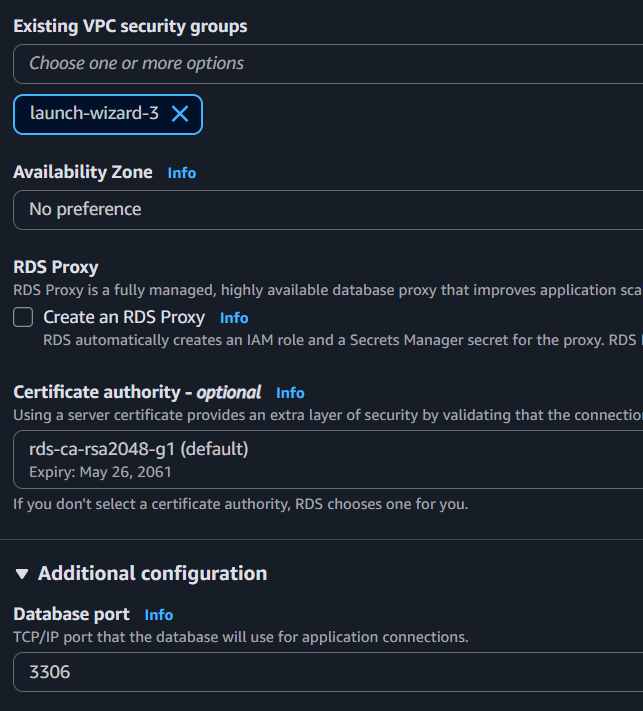 Existing VPC security groups
Choose one or more options
launch-wizard-3
Availability Zone Info
No preference
RDS Proxy
RDS Proxy is a fully managed, highly available database proxy that improves application
Create an RDS Proxy Info
RDS automatically creates an IAM role and a Secrets Manager secret for the proxy. RDS
Certificate authority - optional Info
Using a server certificate provides an extra layer of security by validating that the
rds-ca-rsa2048-g1 (default)
Expiry: May 26, 2061
If you don't select a certificate authority, RDS chooses one for you.
Additional configuration
Database port Info
TCP/IP port that the database will use for application connections.
3306